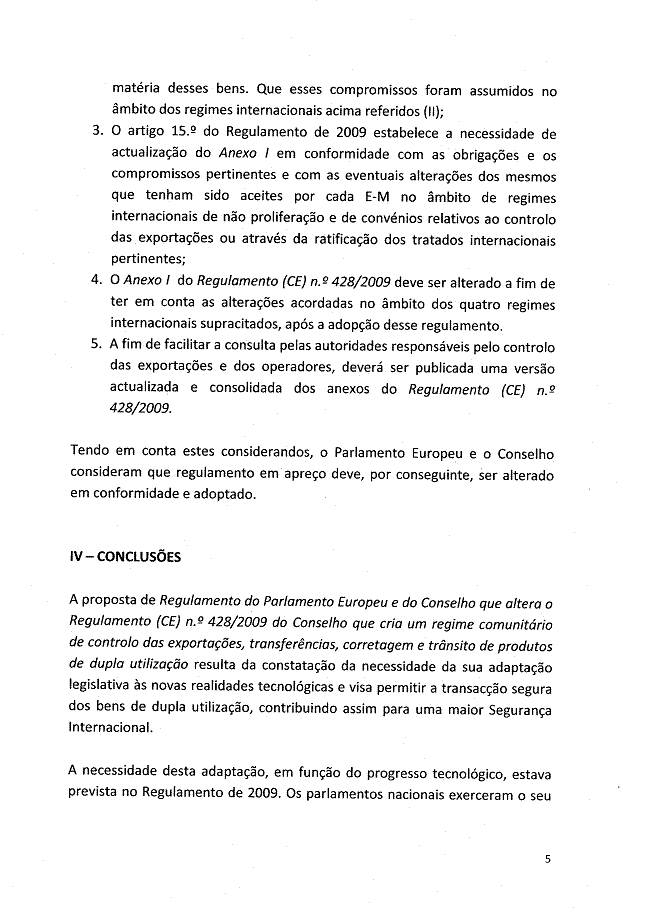 matéria desses bens. Que esses compromissos foram assumidos no
âmbito dos regimes internacionais acima referidos (II);
3. O artigo 15.º do Regulamento de 2009 estabelece a necessidade de
actualização do Anexo I em conformidade com as obrigações e os
compromissos pertinentes e com as eventuais alterações dos mesmos
que tenham sido aceites por cada E-M no âmbito de regimes
internacionais de não proliferação e de convénios relativos ao controlo
das exportações ou através da ratificação dos tratados internacionais
pertinentes;
4. O Anexo I do Regulamento (CE) n.º 428/2009 deve ser alterado a fim de
ter em conta as alterações acordadas no âmbito dos quatro regimes
internacionais supracitados, após a adopção desse regulamento.
5. A fim de facilitar a consulta pelas autoridades responsáveis pelo controlo
das exportações e dos operadores, deverá ser publicada uma versão
actualizada e consolidada dos anexos do Regulamento (CE) n.º
428/2009.
Tendo em conta estes considerandos, o Parlamento Europeu e o Conselho
consideram que regulamento em apreço deve, por conseguinte, ser alterado
em conformidade e adoptado.
IV – CONCLUSÕES
A proposta de Regulamento do Parlamento Europeu e do Conselho que altera o
Regulamento (CE) n.º 428/2009 do Conselho que cria um regime comunitário
de controlo das exportações, transferências, corretagem e trânsito de produtos
de dupla utilização resulta da constatação da necessidade da sua adaptação
legislativa às novas realidades tecnológicas e visa permitir a transacção segura
dos bens de dupla utilização, contribuindo assim para uma maior Segurança
Internacional.
A necessidade desta adaptação, em função do progresso tecnológico, estava
prevista no Regulamento de 2009. Os parlamentos nacionais exerceram o seu
5